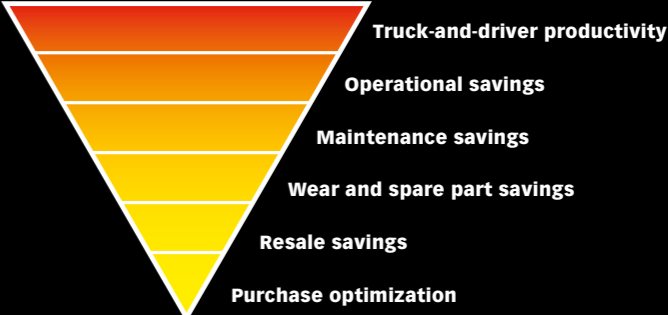 Truck-and-driver productivity
Operational savings
Maintenance savings
Wear and spare part savings
Resale savings
Purchase optimization